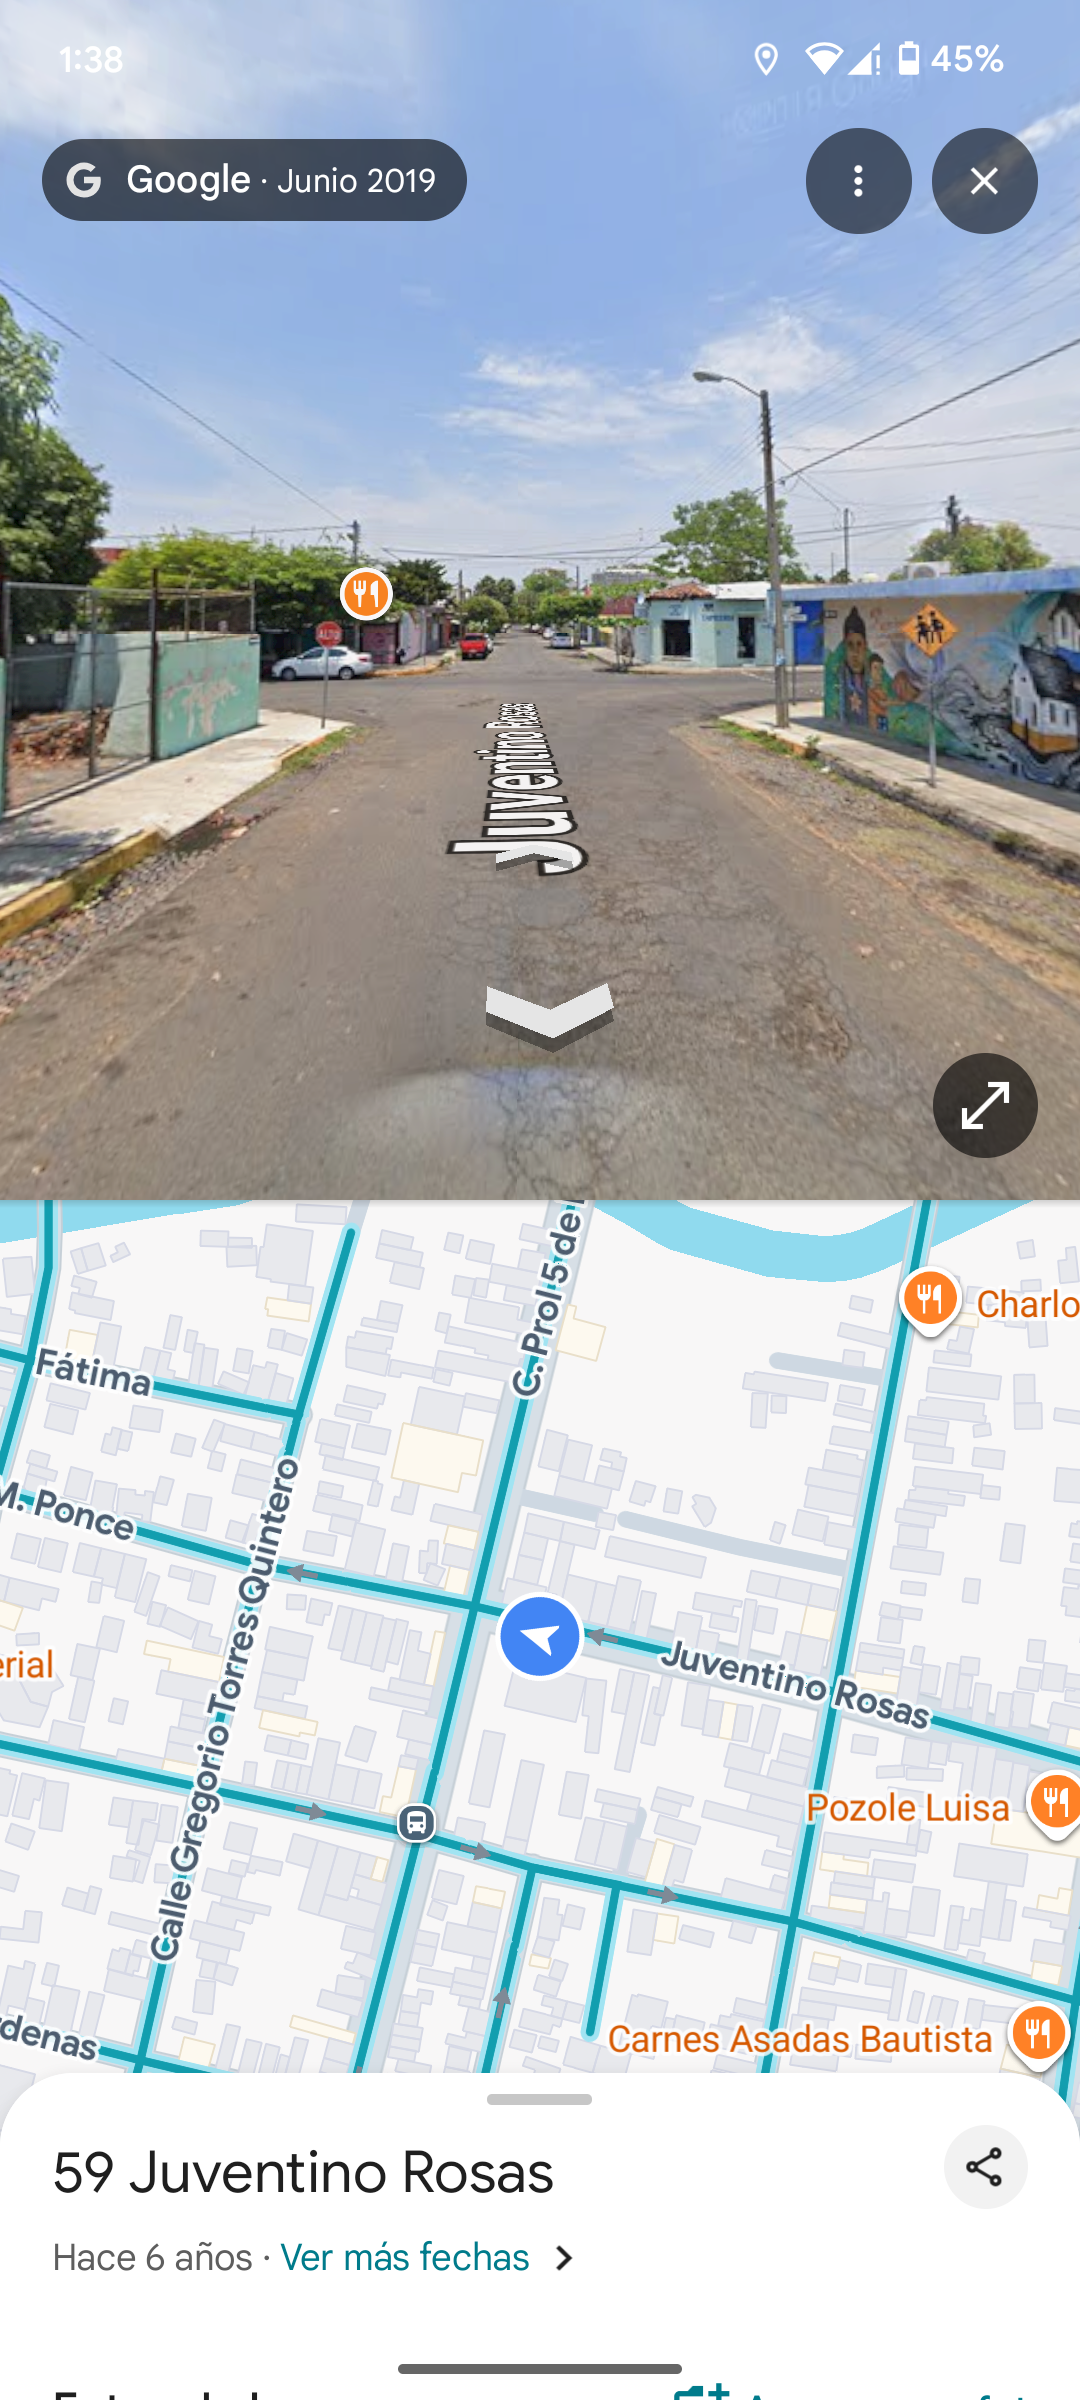 1:38
45%
Google · Junio 2019
ALTO
Juventino Rosas
C. Prol 5 de
Charlo
Fátima
M. Ponce
Calle Gregorio Torres Quintero
erial
Juventino Rosas
Pozole Luisa
Carnes Asadas Bautista
denas
59 Juventino Rosas
Hace 6 años · Ver más fechas